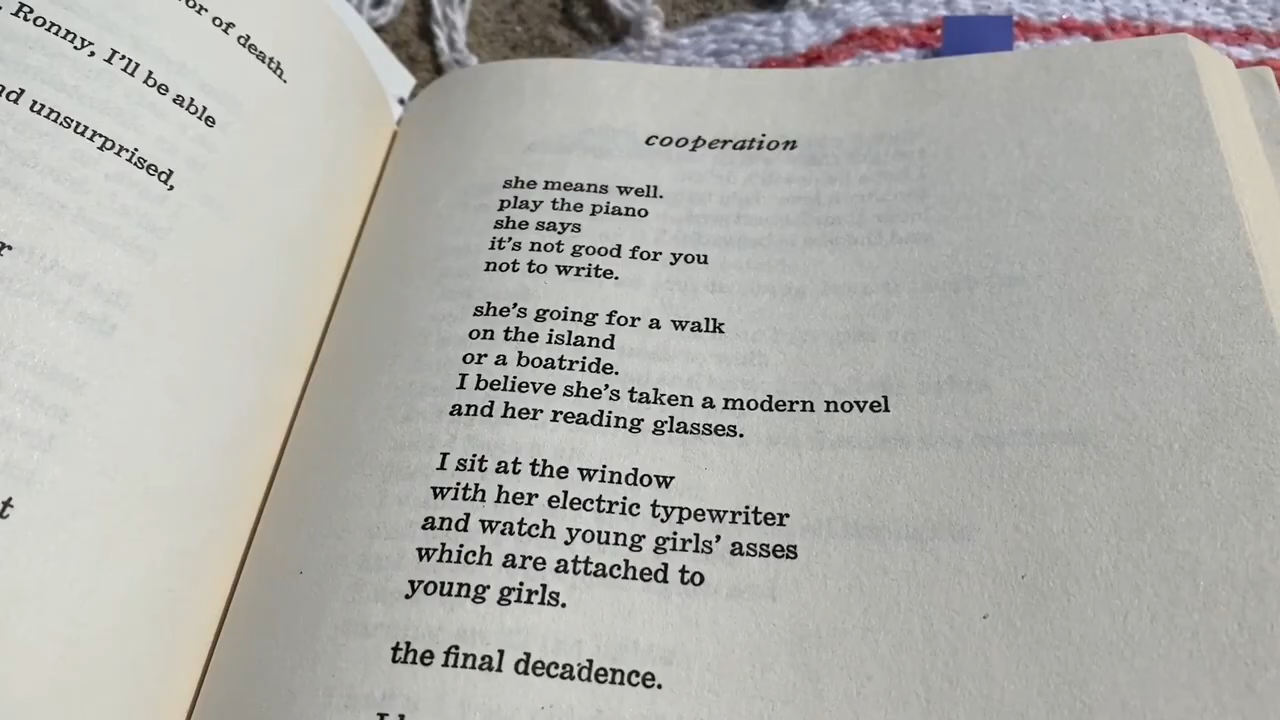 or of death.
Ronny, I'll be able
nd unsurprised,
r
t
cooperation
she means well.
play the piano
she says
it's not good for you
not to write.
she's going for a walk
on the island
or a boatride.
I believe she's taken a modern novel
and her reading glasses.
I sit at the window
with her electric typewriter
and watch young girls' asses
which are attached to
young girls.
the final decadence.
I